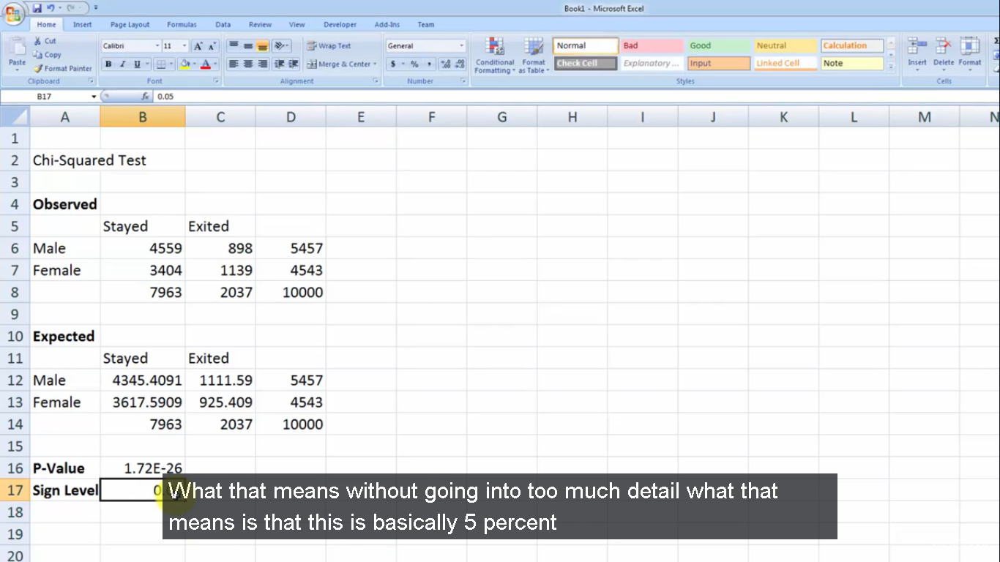 Book1 - Microsoft Excel
Home Insert Page Layout Formulas Data Review View Developer Add-Ins Team
Paste
Cut
Copy
Format Painter
Clipboard
Calibri 11 A A
B I U A
Font
Wrap Text
Merge & Center
Alignment
General
$ % ,
Number
Conditional Formatting
Format as Table
Normal Bad Good Neutral Calculation
Check Cell Explanatory ... Input Linked Cell Note
Styles
Insert Delete Format
Cells
B17 fx 0.05
A B C D E F G H I J K L M N
1
2 Chi-Squared Test
3
4 Observed
5 Stayed Exited
6 Male 4559 898 5457
7 Female 3404 1139 4543
8 7963 2037 10000
9
10 Expected
11 Stayed Exited
12 Male 4345.4091 1111.59 5457
13 Female 3617.5909 925.409 4543
14 7963 2037 10000
15
16 P-Value 1.72E-26
17 Sign Level
What that means without going into too much detail what that
means is that this is basically 5 percent
18
19
20